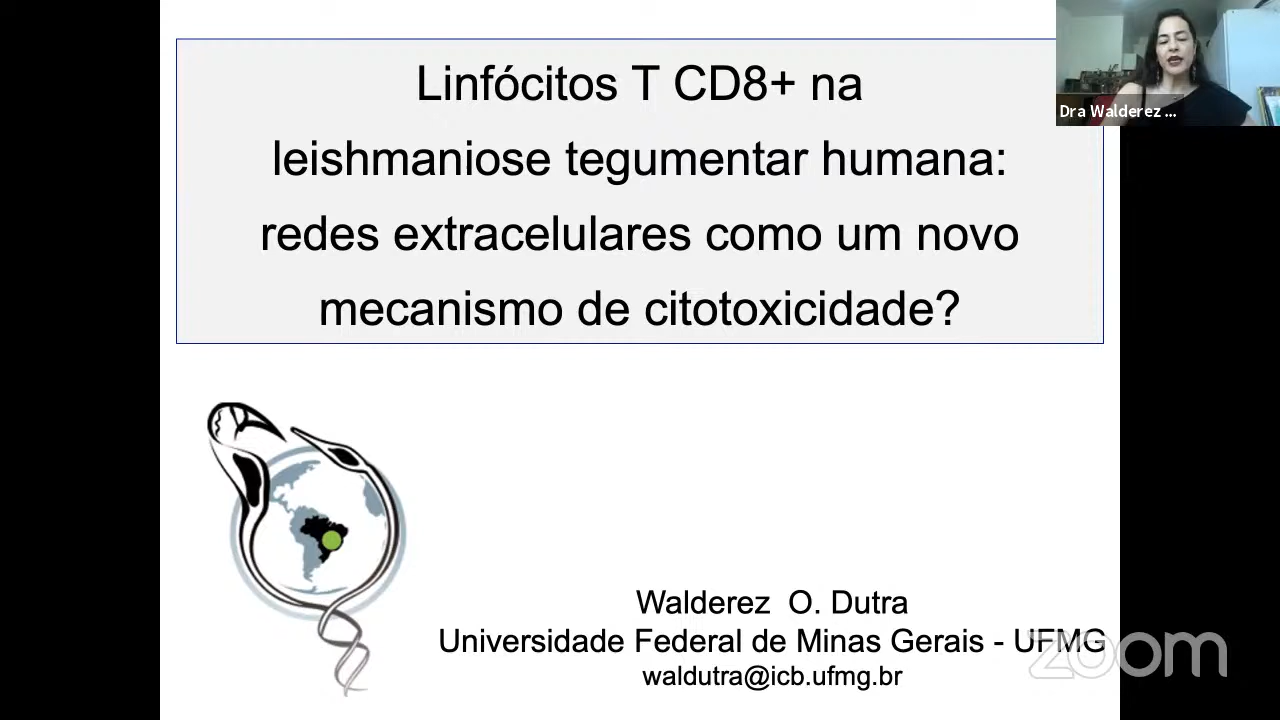 Linfócitos T CD8+ na
leishmaniose tegumentar humana:
redes extracelulares como um novo
mecanismo de citotoxicidade?
Dra Walderez ...
Walderez O. Dutra
Universidade Federal de Minas Gerais - UFMG
waldutra@icb.ufmg.br
zoom